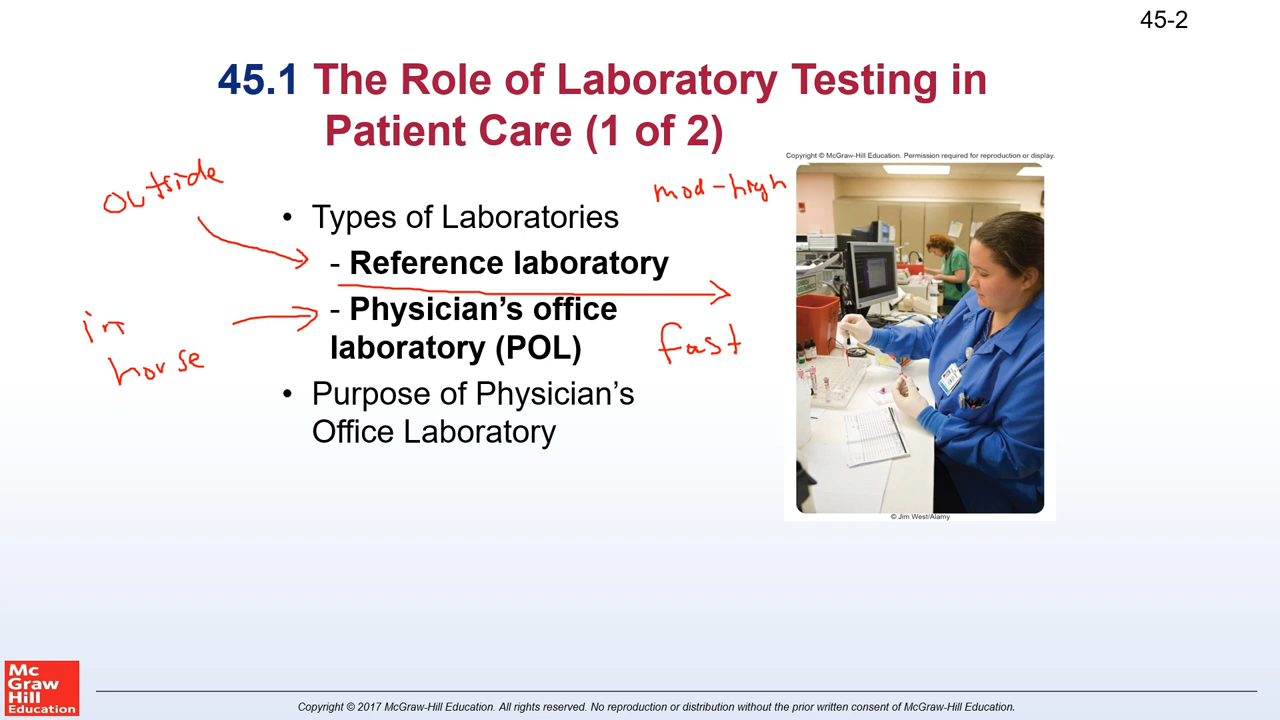 45-2
45.1 The Role of Laboratory Testing in
Patient Care (1 of 2)
Copyright © McGraw-Hill Education. Permission required for reproduction or display.
outside
mod-high
• Types of Laboratories
- Reference laboratory
- Physician’s office
laboratory (POL)
in
house
fast
• Purpose of Physician’s
Office Laboratory
© Jim West/Alamy
Mc
Graw
Hill
Education
Copyright © 2017 McGraw-Hill Education. All rights reserved. No reproduction or distribution without the prior written consent of McGraw-Hill Education.